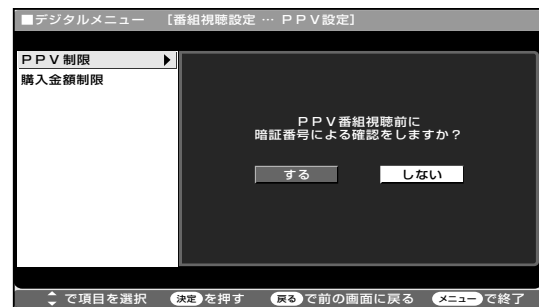 ■デジタルメニュー [番組視聴設定 … ＰＰＶ設定]
ＰＰＶ制限
購入金額制限
ＰＰＶ番組視聴前に
暗証番号による確認をしますか？
する しない
で項目を選択 決定を押す 戻るで前の画面に戻る メニューで終了